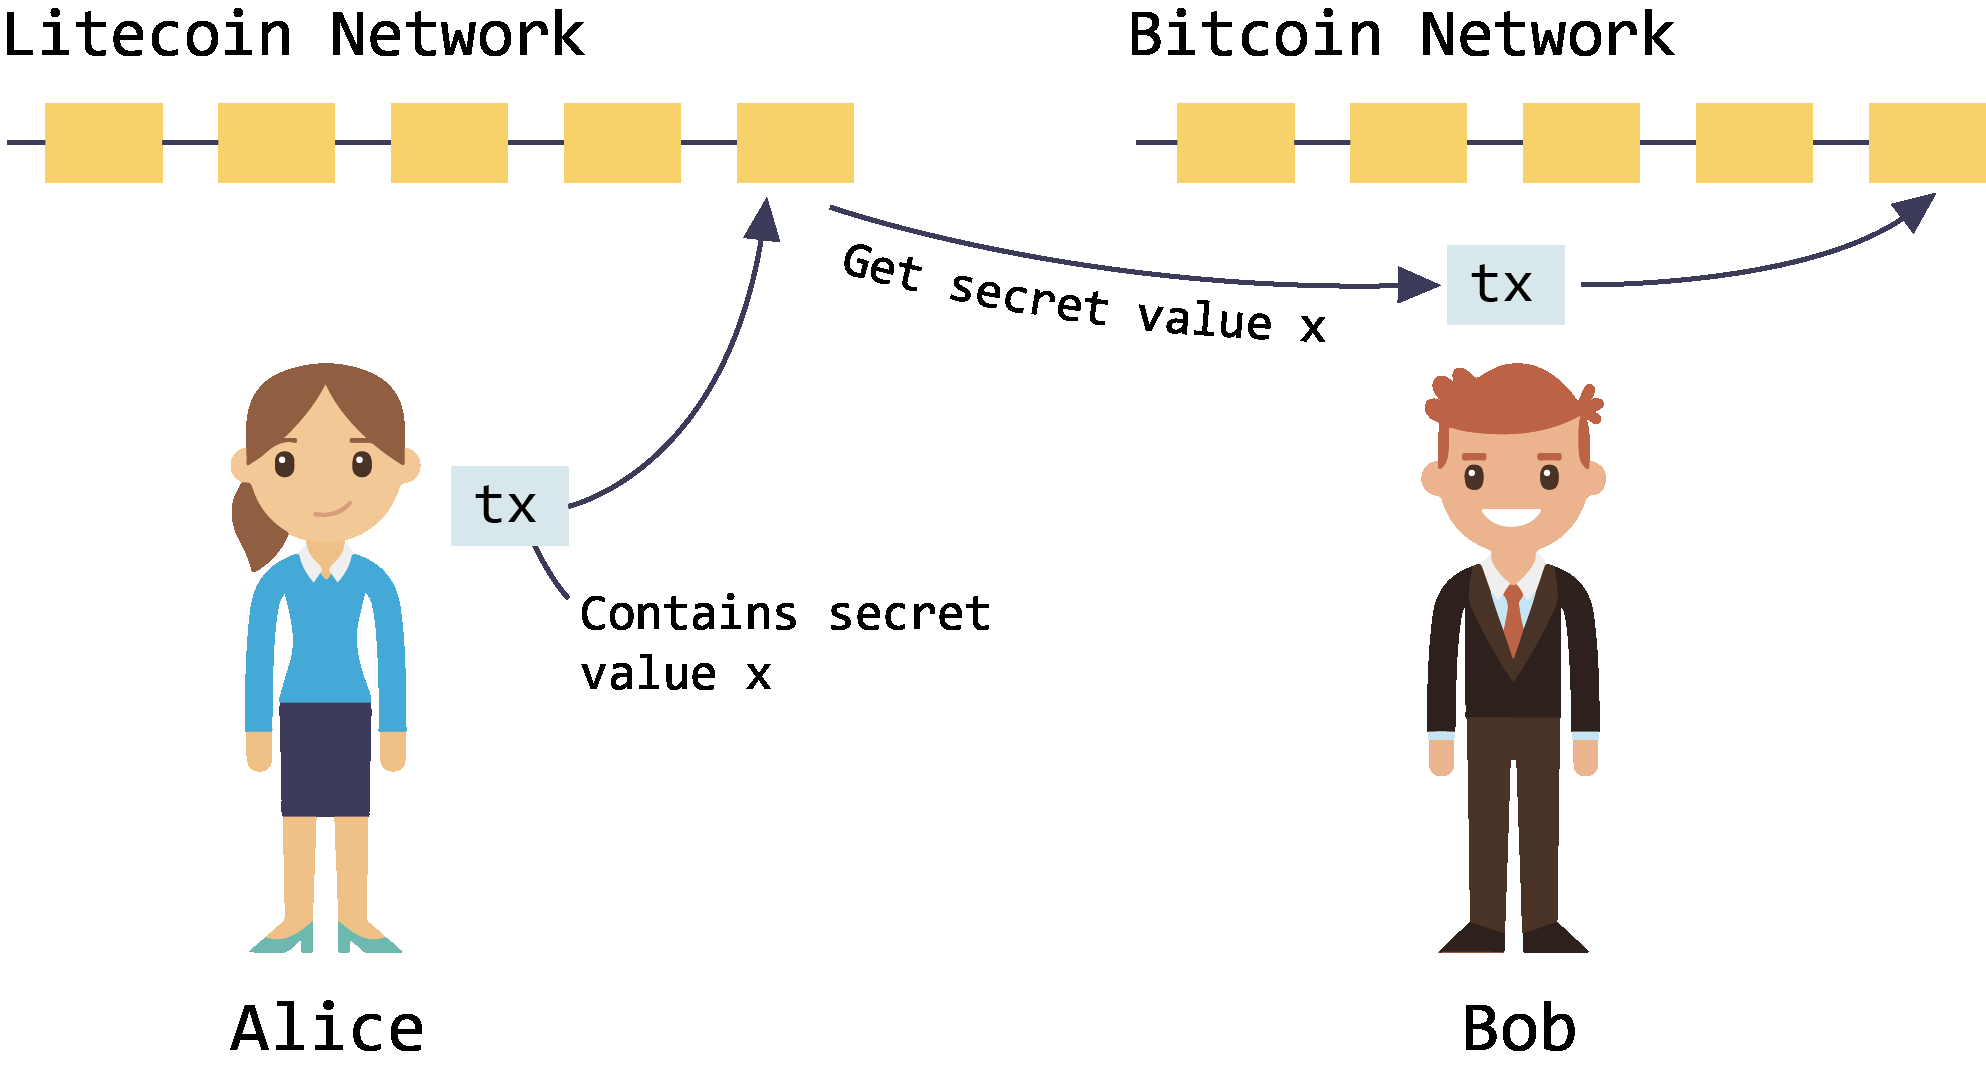 Litecoin Network
Bitcoin Network
Get secret value x
tx
tx
Contains secret
value x
Alice
Bob